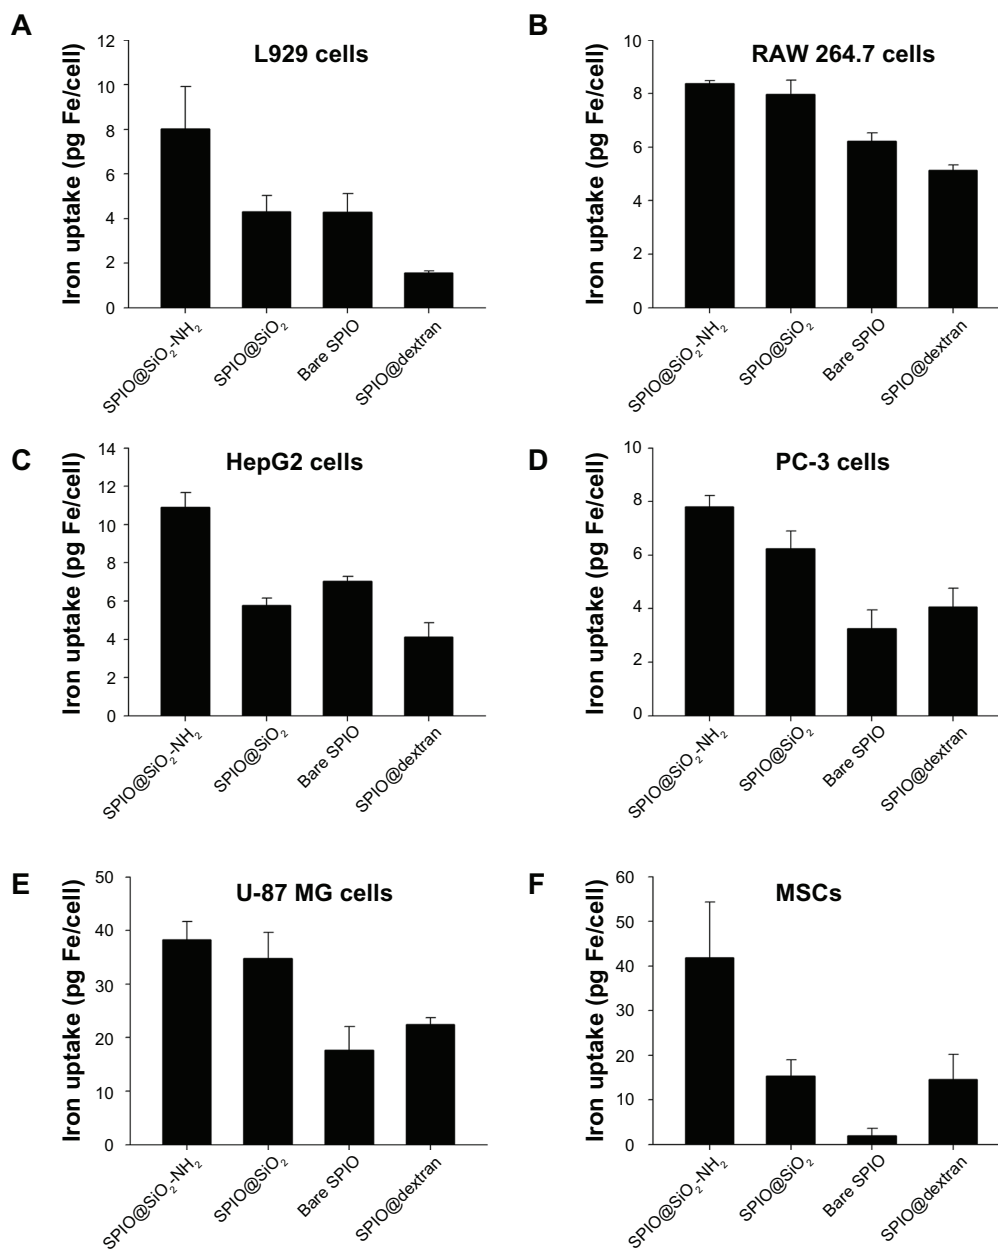 A
L929 cells
Iron uptake (pg Fe/cell)
12
10
8
6
4
2
0
SPIO@SiO₂-NH₂
SPIO@SiO₂
Bare SPIO
SPIO@dextran
B
RAW 264.7 cells
Iron uptake (pg Fe/cell)
10
8
6
4
2
0
SPIO@SiO₂-NH₂
SPIO@SiO₂
Bare SPIO
SPIO@dextran
C
HepG2 cells
Iron uptake (pg Fe/cell)
14
12
10
8
6
4
2
0
SPIO@SiO₂-NH₂
SPIO@SiO₂
Bare SPIO
SPIO@dextran
D
PC-3 cells
Iron uptake (pg Fe/cell)
10
8
6
4
2
0
SPIO@SiO₂-NH₂
SPIO@SiO₂
Bare SPIO
SPIO@dextran
E
U-87 MG cells
Iron uptake (pg Fe/cell)
50
40
30
20
10
0
SPIO@SiO₂-NH₂
SPIO@SiO₂
Bare SPIO
SPIO@dextran
F
MSCs
Iron uptake (pg Fe/cell)
60
50
40
30
20
10
0
SPIO@SiO₂-NH₂
SPIO@SiO₂
Bare SPIO
SPIO@dextran